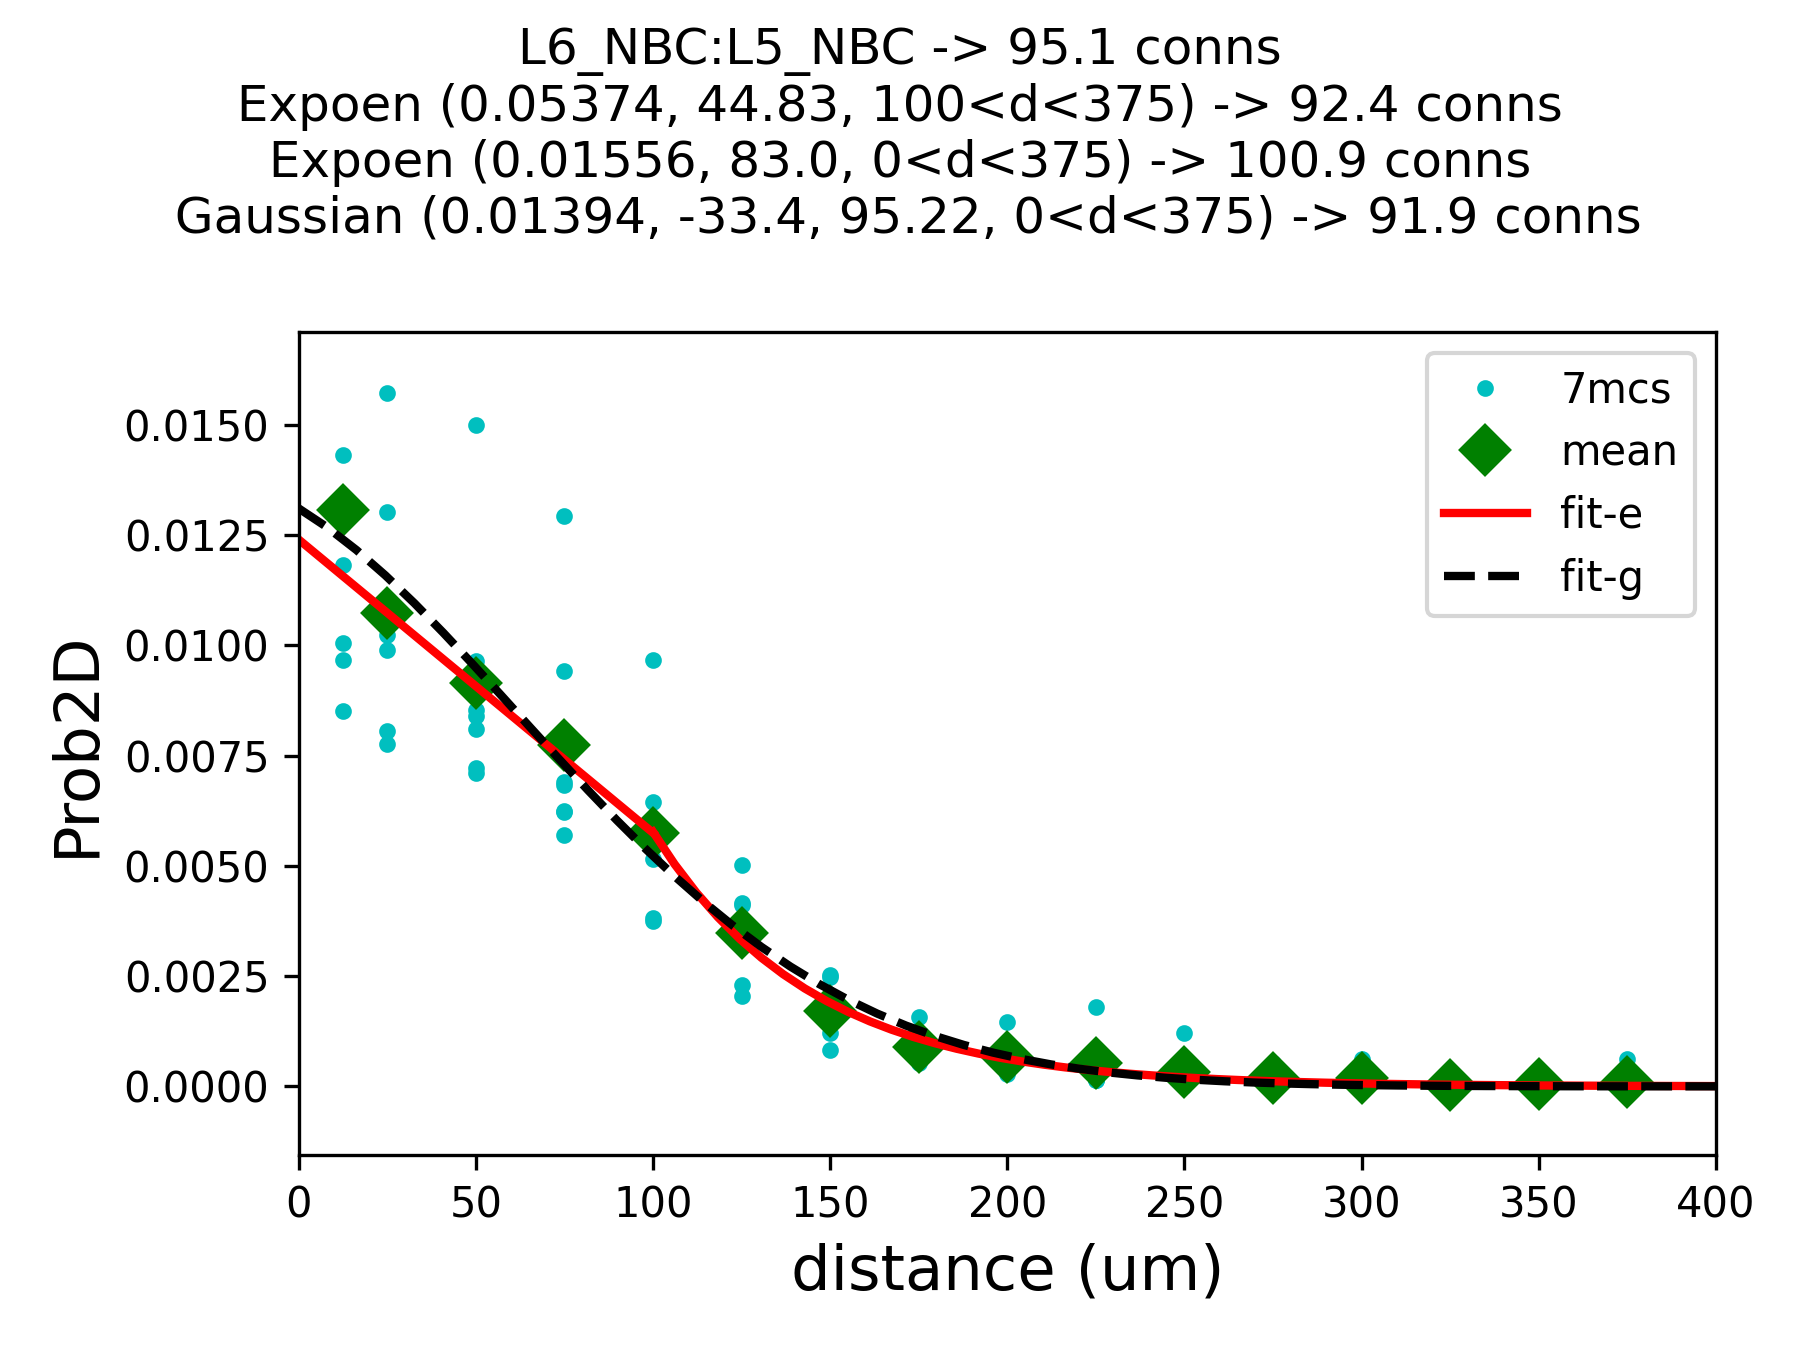 L6_NBC:L5_NBC -> 95.1 conns
Expoen (0.05374, 44.83, 100<d<375) -> 92.4 conns
Expoen (0.01556, 83.0, 0<d<375) -> 100.9 conns
Gaussian (0.01394, -33.4, 95.22, 0<d<375) -> 91.9 conns
7mcs
mean
fit-e
fit-g
Prob2D
0.0150
0.0125
0.0100
0.0075
0.0050
0.0025
0.0000
0 50 100 150 200 250 300 350 400
distance (um)